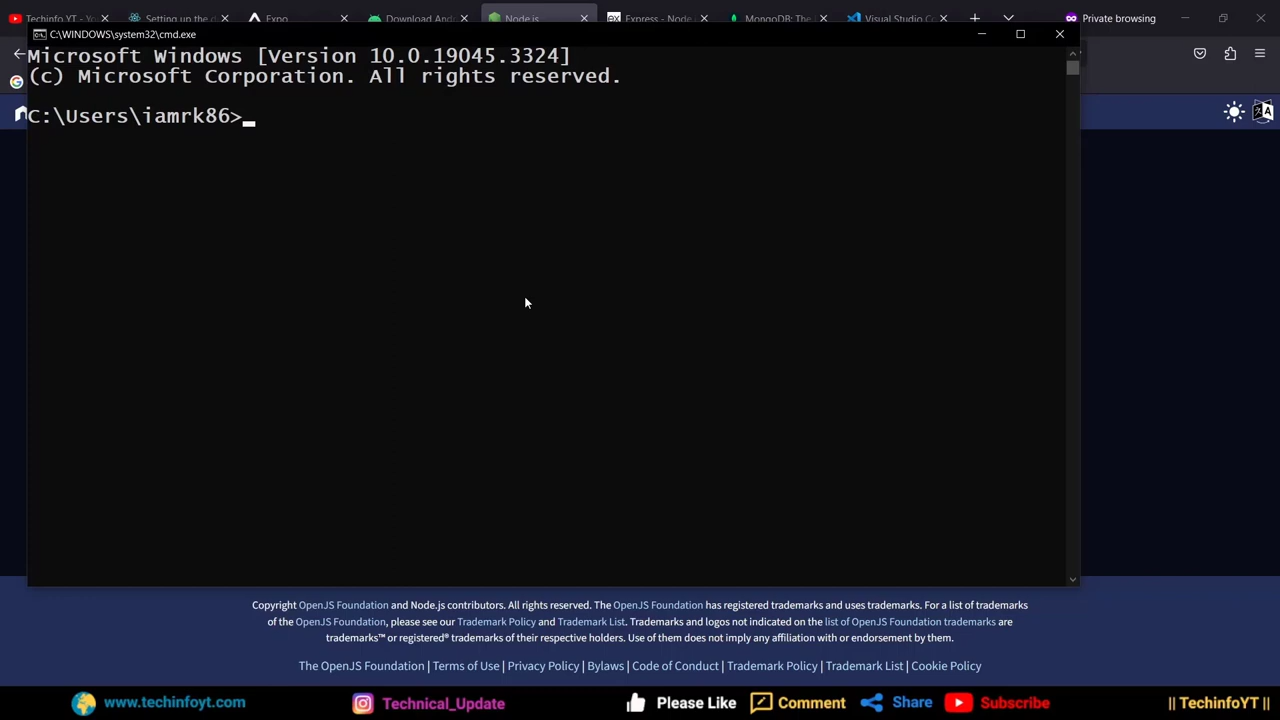 Techinfo YT - Yo
Setting up the d
Expo
Download Andr
Node.js
Express - Node.
MongoDB: The
Visual Studio Co
Private browsing
C:\WINDOWS\system32\cmd.exe
Microsoft Windows [Version 10.0.19045.3324]
(c) Microsoft Corporation. All rights reserved.
C:\Users\iamrk86>
Copyright OpenJS Foundation and Node.js contributors. All rights reserved. The OpenJS Foundation has registered trademarks and uses trademarks. For a list of trademarks
of the OpenJS Foundation, please see our Trademark Policy and Trademark List. Trademarks and logos not indicated on the list of OpenJS Foundation trademarks are
trademarks™ or registered® trademarks of their respective holders. Use of them does not imply any affiliation with or endorsement by them.
The OpenJS Foundation | Terms of Use | Privacy Policy | Bylaws | Code of Conduct | Trademark Policy | Trademark List | Cookie Policy
www.techinfoyt.com
Technical_Update
Please Like
Comment
Share
Subscribe
|| TechinfoYT ||